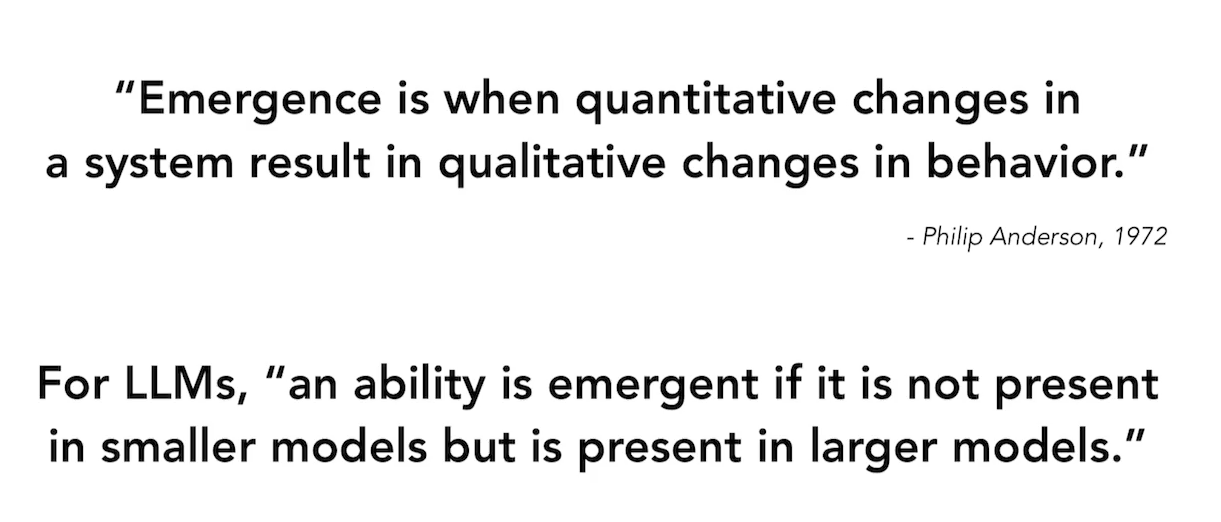 “Emergence is when quantitative changes in
a system result in qualitative changes in behavior.”
- Philip Anderson, 1972
For LLMs, “an ability is emergent if it is not present
in smaller models but is present in larger models.”